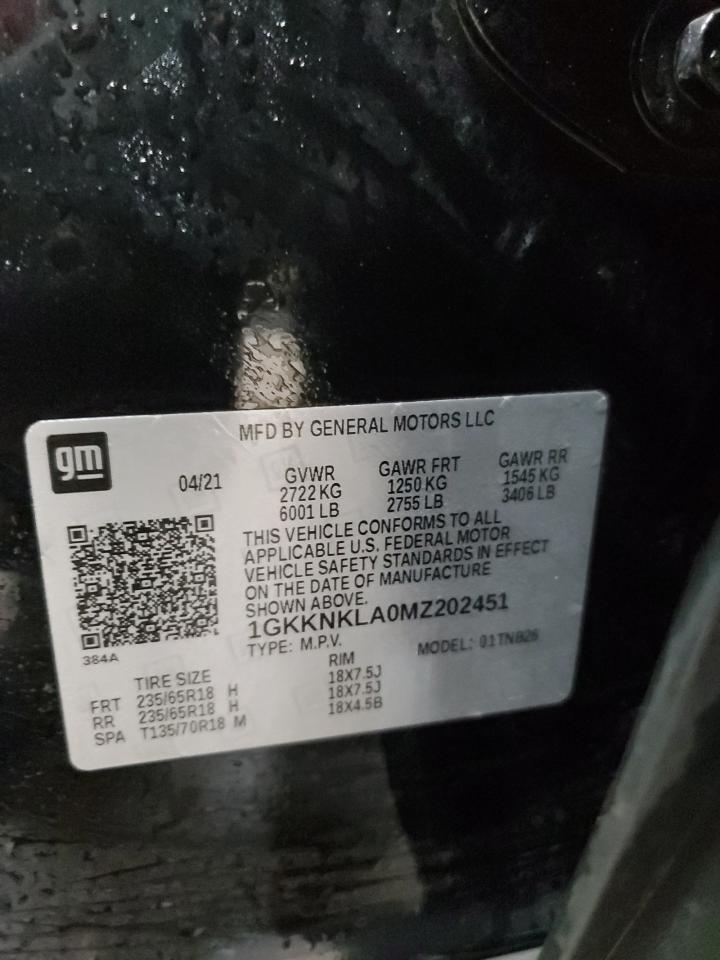 MFD BY GENERAL MOTORS LLC
gm
04/21
GVWR GAWR FRT GAWR RR
2722 KG 1250 KG 1545 KG
6001 LB 2755 LB 3406 LB
THIS VEHICLE CONFORMS TO ALL
APPLICABLE U.S. FEDERAL MOTOR
VEHICLE SAFETY STANDARDS IN EFFECT
ON THE DATE OF MANUFACTURE
SHOWN ABOVE.
1GKKNKLA0MZ202451
TYPE: M.P.V. MODEL: 01TNB26
384A
TIRE SIZE RIM
FRT 235/65R18 H 18X7.5J
RR 235/65R18 H 18X7.5J
SPA T135/70R18 M 18X4.5B